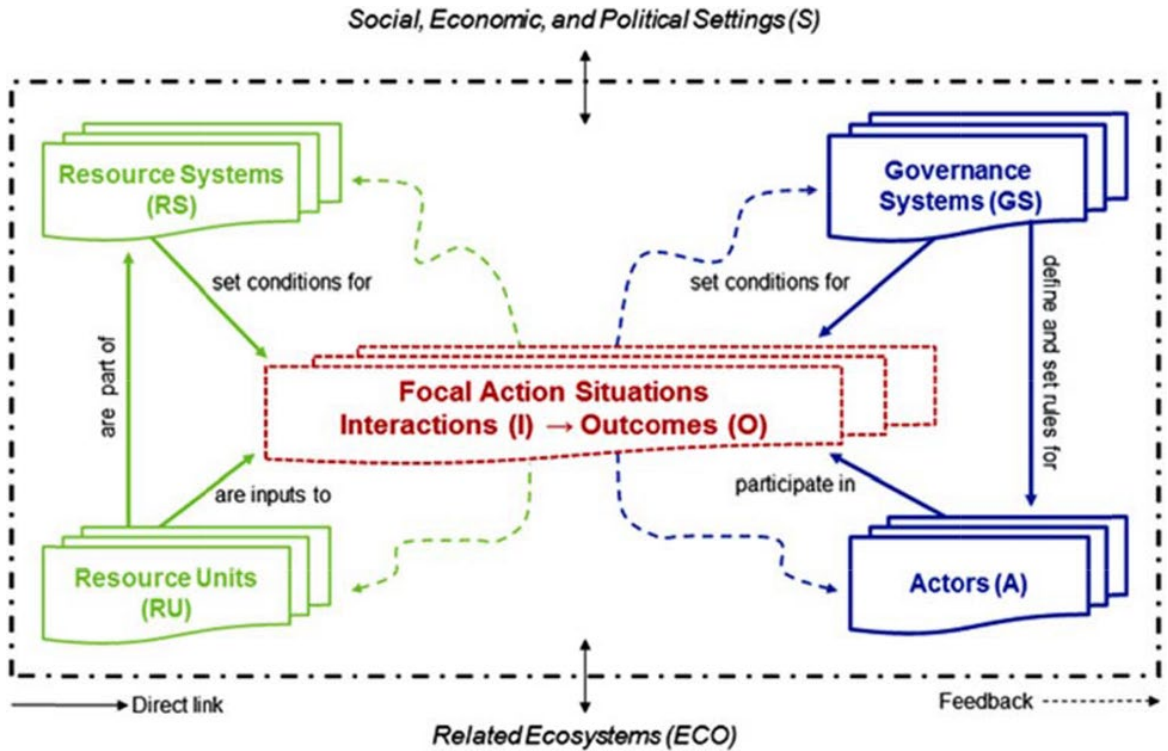 Social, Economic, and Political Settings (S)
Resource Systems
(RS)
Governance
Systems (GS)
set conditions for
set conditions for
are part of
define and set rules for
Focal Action Situations
Interactions (I) → Outcomes (O)
are inputs to
participate in
Resource Units
(RU)
Actors (A)
Direct link
Feedback
Related Ecosystems (ECO)